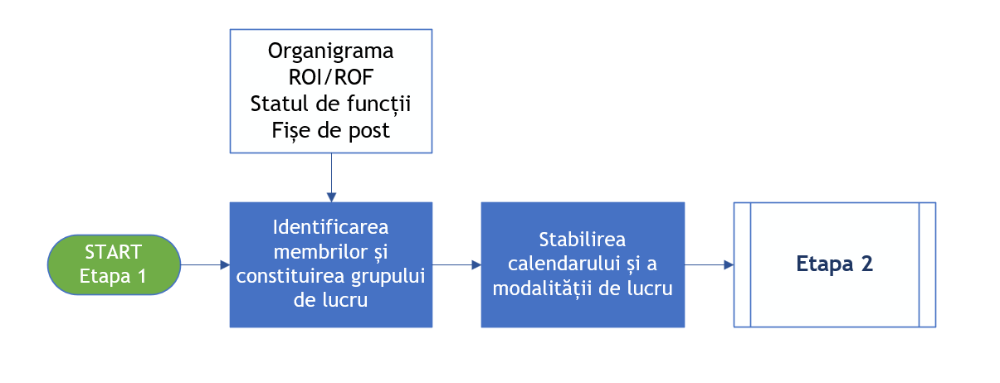 Organigrama
ROI/ROF
Statul de funcții
Fișe de post
START
Etapa 1
Identificarea
membrilor și
constituirea grupului
de lucru
Stabilirea
calendarului și a
modalității de lucru
Etapa 2